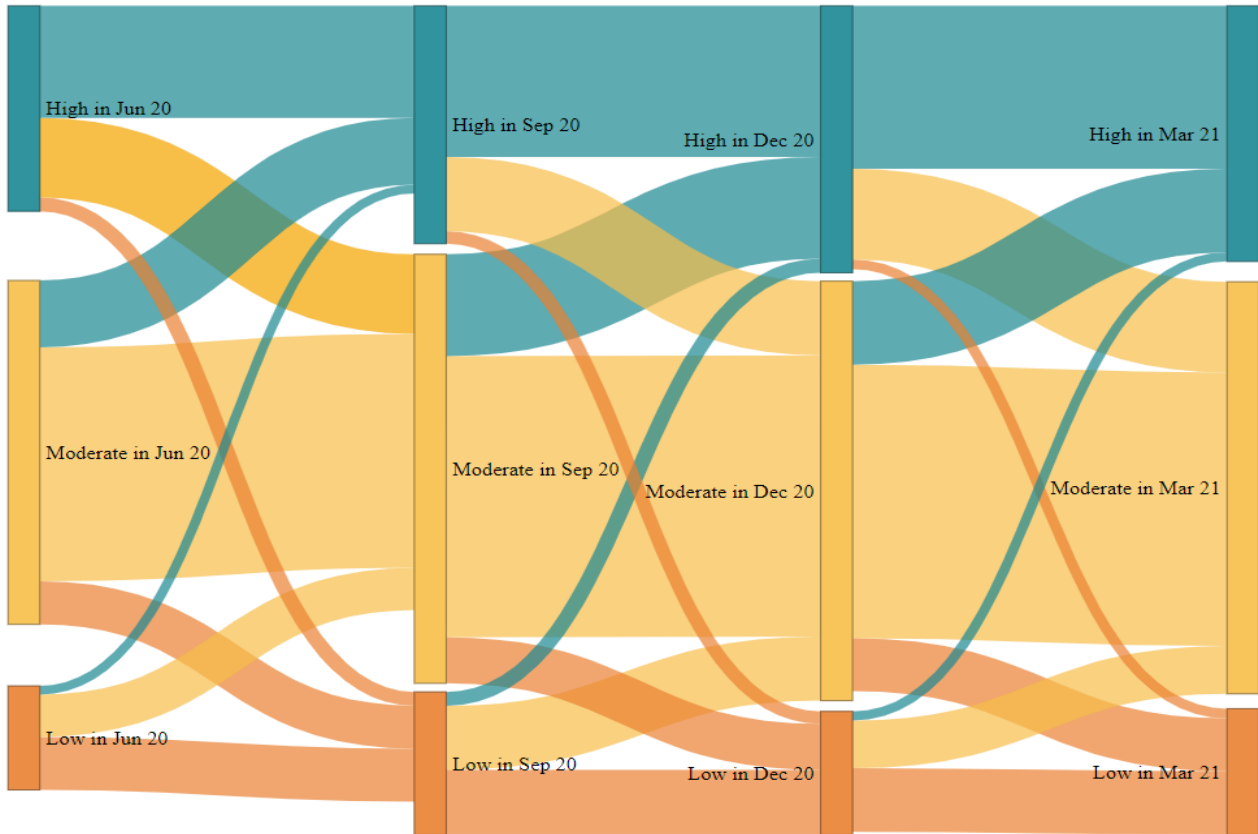 High in Jun 20
High in Sep 20
High in Dec 20
High in Mar 21
Moderate in Jun 20
Moderate in Sep 20
Moderate in Dec 20
Moderate in Mar 21
Low in Jun 20
Low in Sep 20
Low in Dec 20
Low in Mar 21